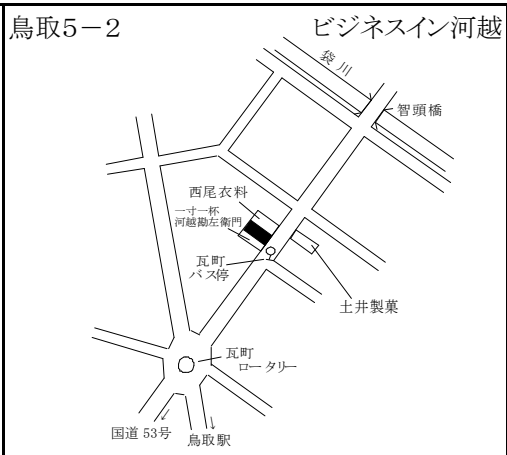 鳥取5−2
ビジネスイン河越
袋川
智頭橋
西尾衣料
一寸一杯
河越勘左衛門
瓦町
バス停
土井製菓
瓦町
ロータリー
国道 53号
鳥取駅